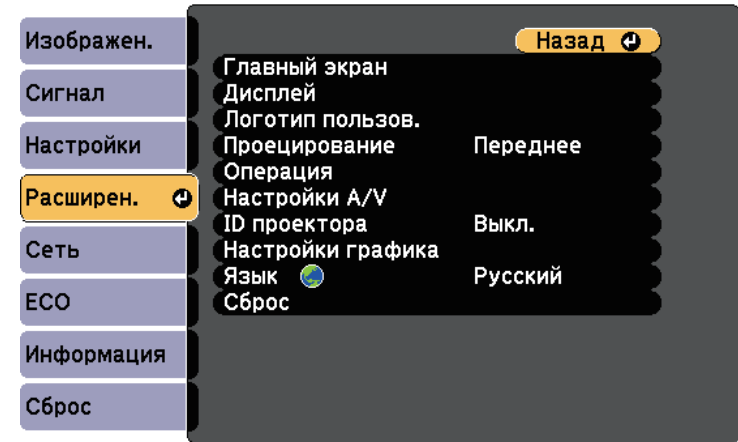 Изображен.
Сигнал
Настройки
Расширен.
Сеть
ECO
Информация
Сброс
Назад
Главный экран
Дисплей
Логотип пользов.
Проецирование Переднее
Операция
Настройки A/V
ID проектора Выкл.
Настройки графика
Язык Русский
Сброс